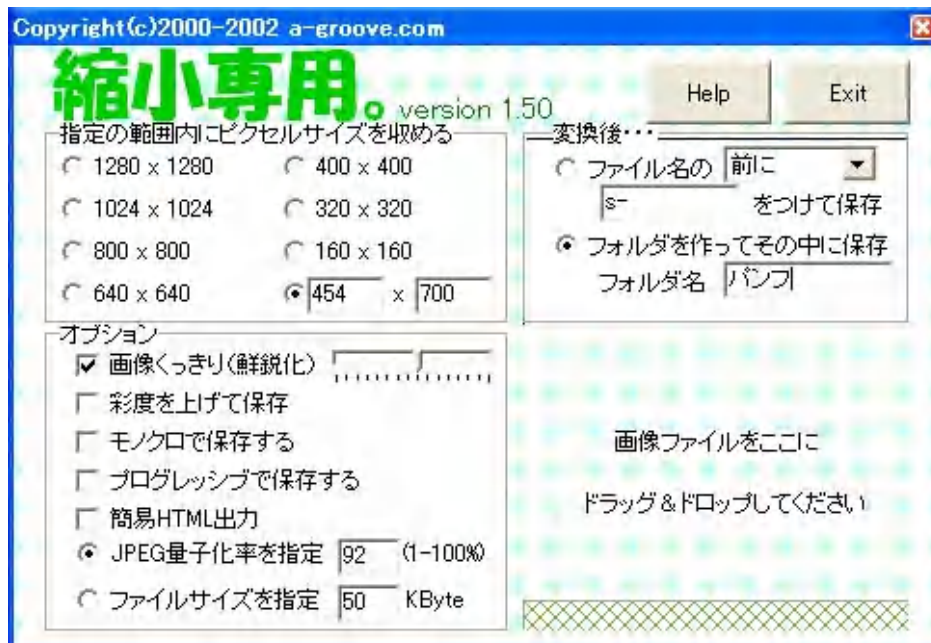 Copyright(c)2000-2002 a-groove.com
縮小専用。version 1.50
Help
Exit
指定の範囲内にピクセルサイズを収める
1280 x 1280
400 x 400
1024 x 1024
320 x 320
800 x 800
160 x 160
640 x 640
454 x 700
変換後・・・
ファイル名の 前に
s-
をつけて保存
フォルダを作ってその中に保存
フォルダ名 パンフ
オプション
画像くっきり(鮮鋭化)
彩度を上げて保存
モノクロで保存する
プログレッシブで保存する
簡易HTML出力
JPEG量子化率を指定 92 (1-100%)
ファイルサイズを指定 50 KByte
画像ファイルをここに
ドラッグ&ドロップしてください